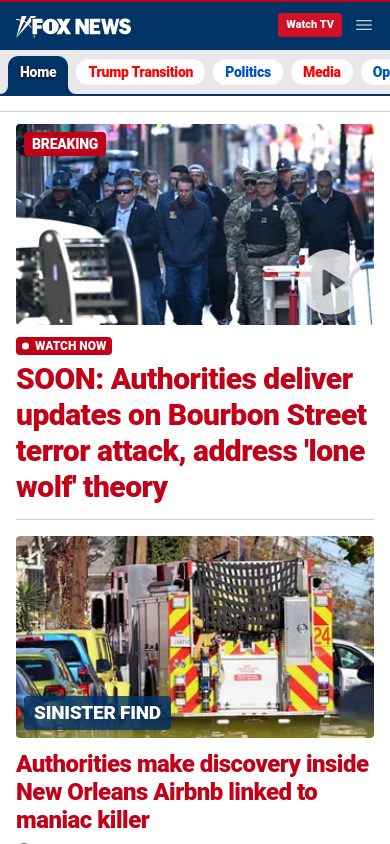 FOX NEWS
Watch TV
Home
Trump Transition
Politics
Media
Op
BREAKING
WATCH NOW
SOON: Authorities deliver
updates on Bourbon Street
terror attack, address 'lone
wolf' theory
24
SINISTER FIND
Authorities make discovery inside
New Orleans Airbnb linked to
maniac killer